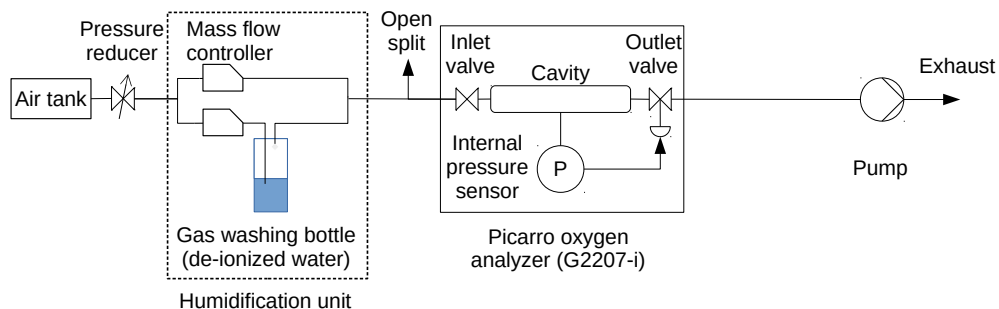 Pressure
reducer
Mass flow
controller
Open
split
Inlet
valve
Outlet
valve
Cavity
Exhaust
Air tank
Internal
pressure
sensor
P
Pump
Gas washing bottle
(de-ionized water)
Picarro oxygen
analyzer (G2207-i)
Humidification unit